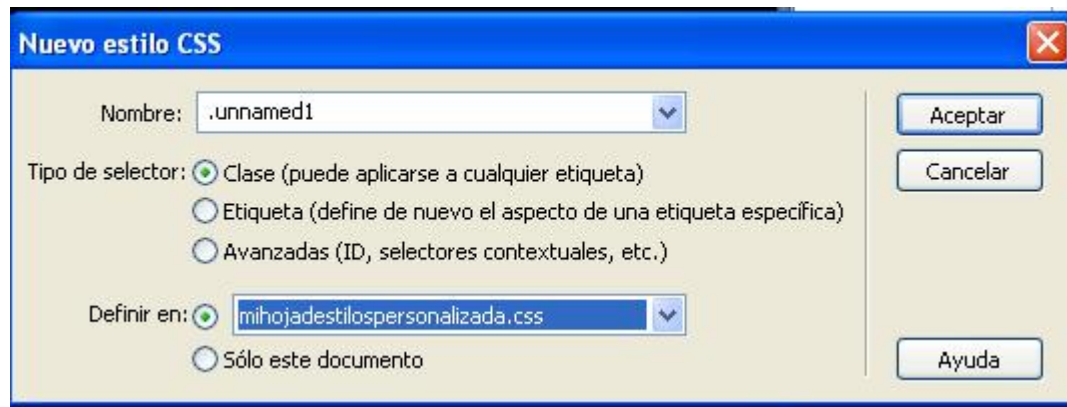 Nuevo estilo CSS
Nombre: .unnamed1
Aceptar
Tipo de selector: Clase (puede aplicarse a cualquier etiqueta)
Cancelar
Etiqueta (define de nuevo el aspecto de una etiqueta específica)
Avanzadas (ID, selectores contextuales, etc.)
Definir en: mihojadestilospersonalizada.css
Sólo este documento
Ayuda